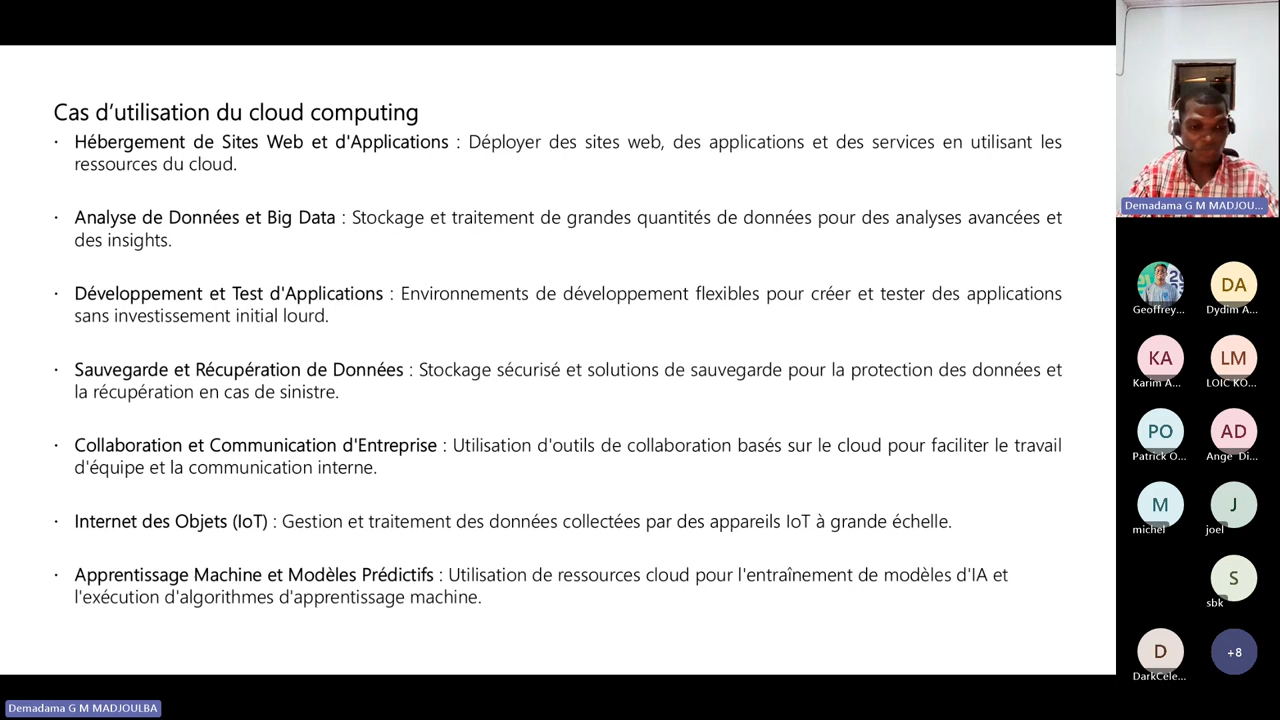 Cas d’utilisation du cloud computing
· Hébergement de Sites Web et d'Applications : Déployer des sites web, des applications et des services en utilisant les
ressources du cloud.
· Analyse de Données et Big Data : Stockage et traitement de grandes quantités de données pour des analyses avancées et
des insights.
· Développement et Test d'Applications : Environnements de développement flexibles pour créer et tester des applications
sans investissement initial lourd.
· Sauvegarde et Récupération de Données : Stockage sécurisé et solutions de sauvegarde pour la protection des données et
la récupération en cas de sinistre.
· Collaboration et Communication d'Entreprise : Utilisation d'outils de collaboration basés sur le cloud pour faciliter le travail
d'équipe et la communication interne.
· Internet des Objets (IoT) : Gestion et traitement des données collectées par des appareils IoT à grande échelle.
· Apprentissage Machine et Modèles Prédictifs : Utilisation de ressources cloud pour l'entraînement de modèles d'IA et
l'exécution d'algorithmes d'apprentissage machine.
Demadama G M MADJOU...
Geoffrey...
DA
Dydim A...
KA
Karim A...
LM
LOIC KO...
PO
Patrick O...
AD
Ange Di...
M
michel
J
joel
S
sbk
D
DarkCele...
+8
Demadama G M MADJOULBA